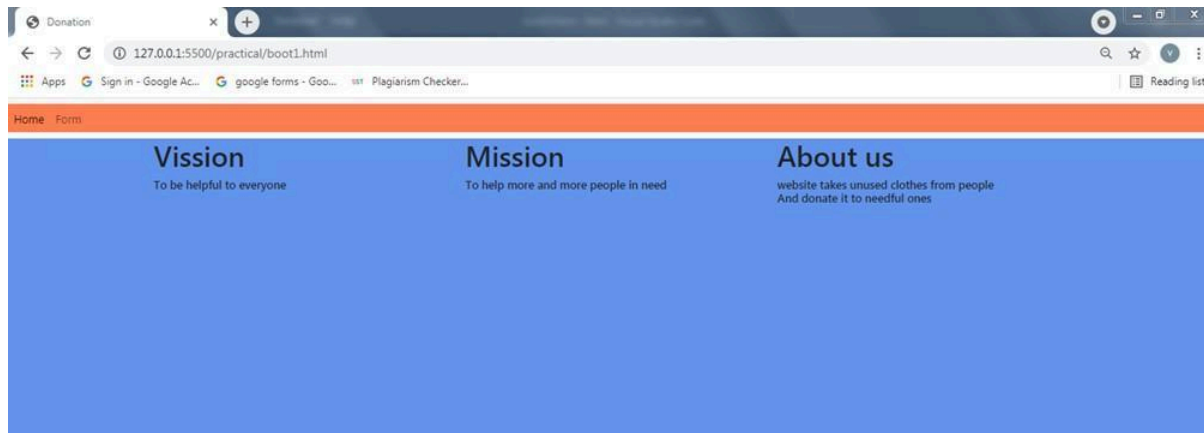 Donation
127.0.0.1:5500/practical/boot1.html
Apps Sign in - Google Ac... google forms - Goo... SST Plagiarism Checker... Reading list
Home Form
Vission Mission About us
To be helpful to everyone To help more and more people in need website takes unused clothes from people
And donate it to needful ones